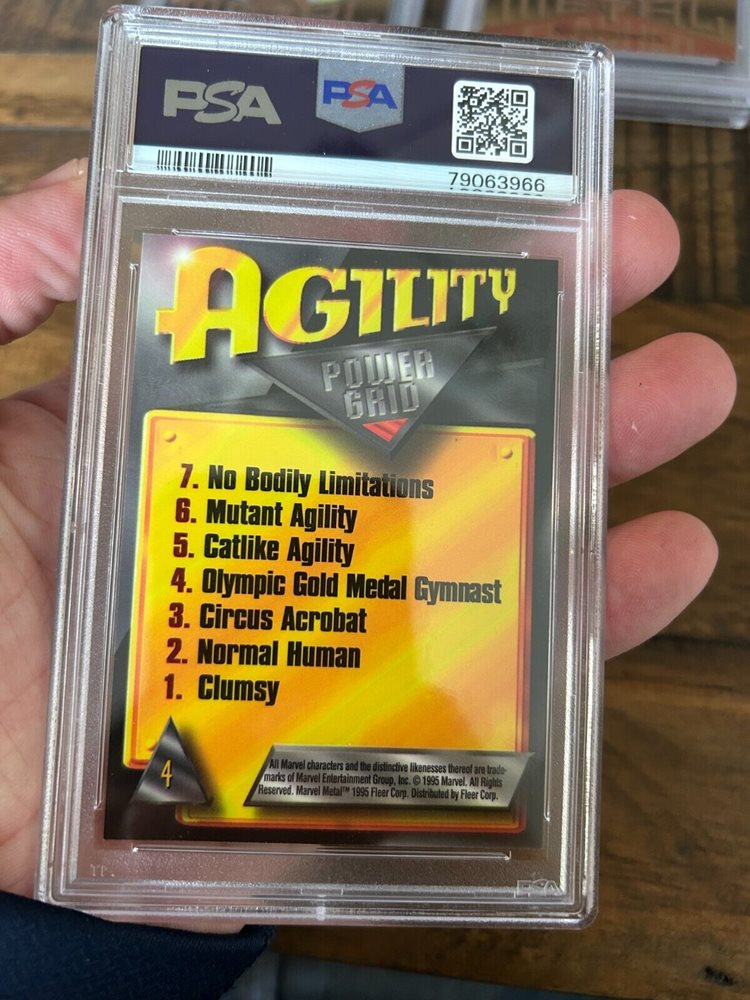 PSA
PSA
79063966
AGILITY
POWER
GRID
7. No Bodily Limitations
6. Mutant Agility
5. Catlike Agility
4. Olympic Gold Medal Gymnast
3. Circus Acrobat
2. Normal Human
1. Clumsy
4
All Marvel characters and the distinctive likenesses thereof are trade-
marks of Marvel Entertainment Group, Inc. © 1995 Marvel. All Rights
Reserved. Marvel Metal™ 1995 Fleer Corp. Distributed by Fleer Corp.
PSA